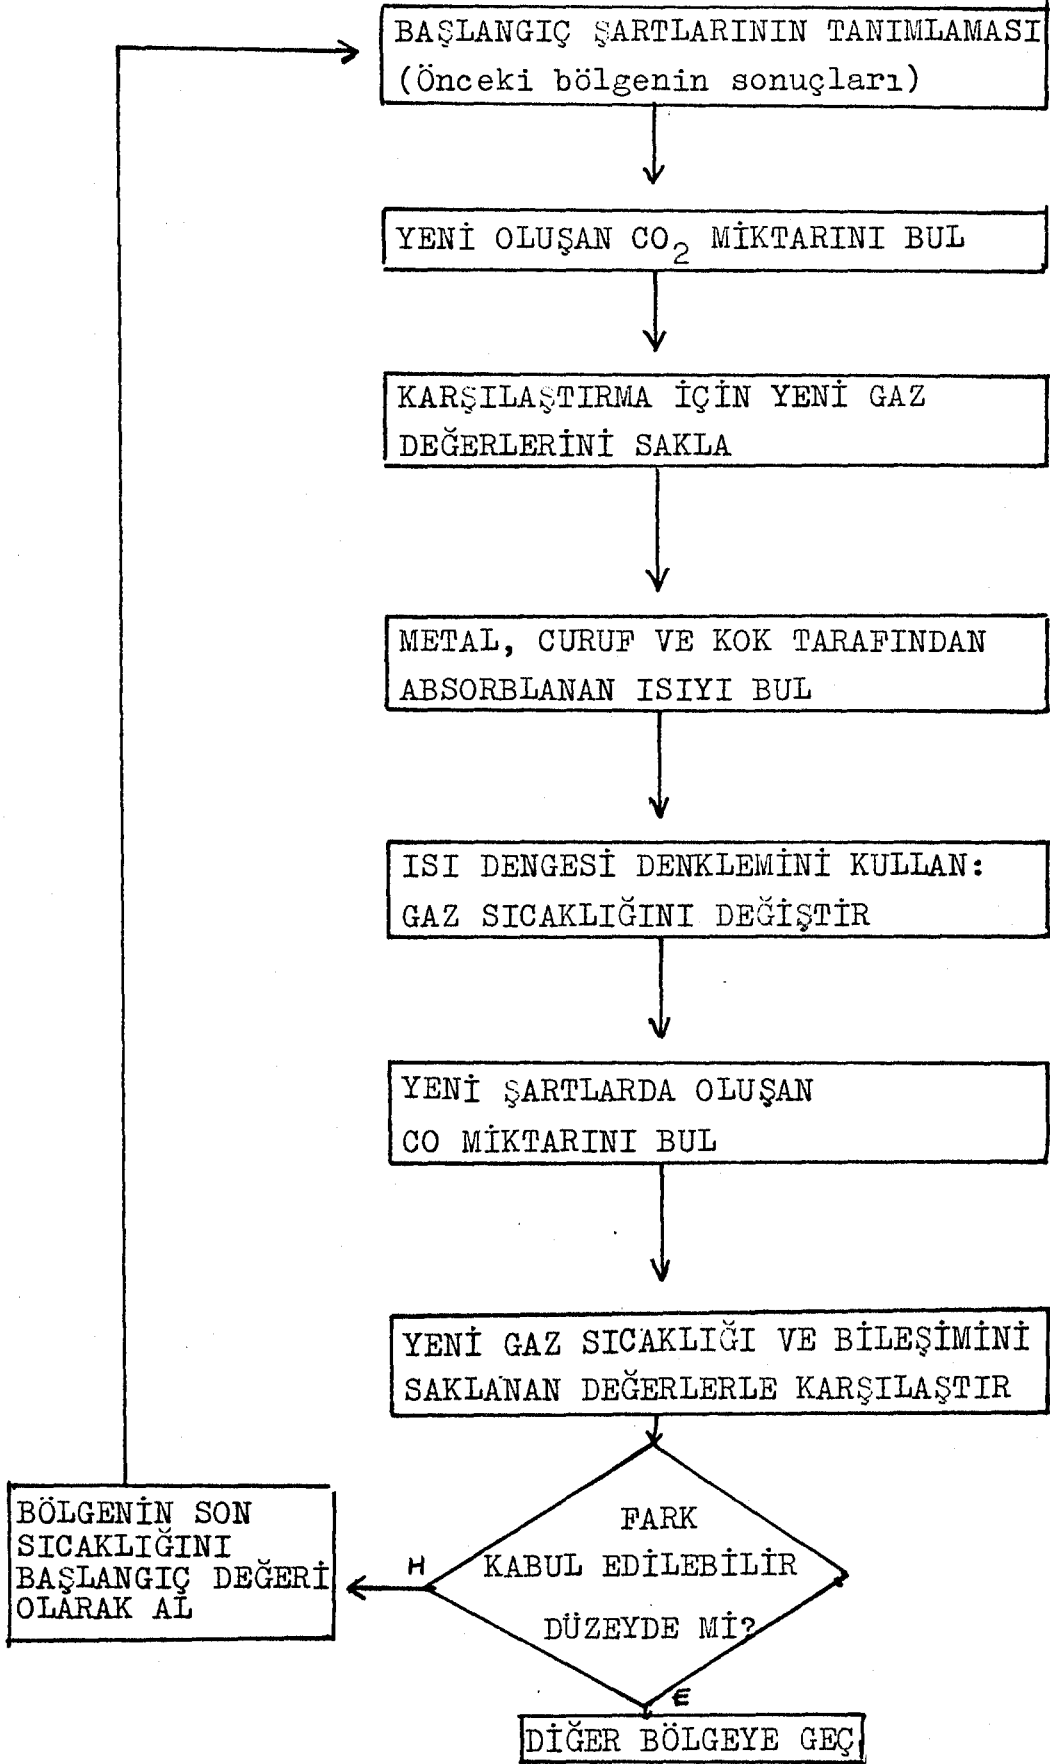 BAŞLANGIÇ ŞARTLARININ TANIMLAMASI
(Önceki bölgenin sonuçları)
YENİ OLUŞAN CO₂ MİKTARINI BUL
KARŞILAŞTIRMA İÇİN YENİ GAZ
DEĞERLERİNİ SAKLA
METAL, CURUF VE KOK TARAFINDAN
ABSORBLANAN ISIYI BUL
ISI DENGESİ DENKLEMİNİ KULLAN:
GAZ SICAKLIĞINI DEĞİŞTİR
YENİ ŞARTLARDA OLUŞAN
CO MİKTARINI BUL
YENİ GAZ SICAKLIĞI VE BİLEŞİMİNİ
SAKLANAN DEĞERLERLE KARŞILAŞTIR
FARK
KABUL EDİLEBİLİR
DÜZEYDE Mİ?
H
BÖLGENİN SON
SICAKLIĞINI
BAŞLANGIÇ DEĞERİ
OLARAK AL
E
DİĞER BÖLGEYE GEÇ